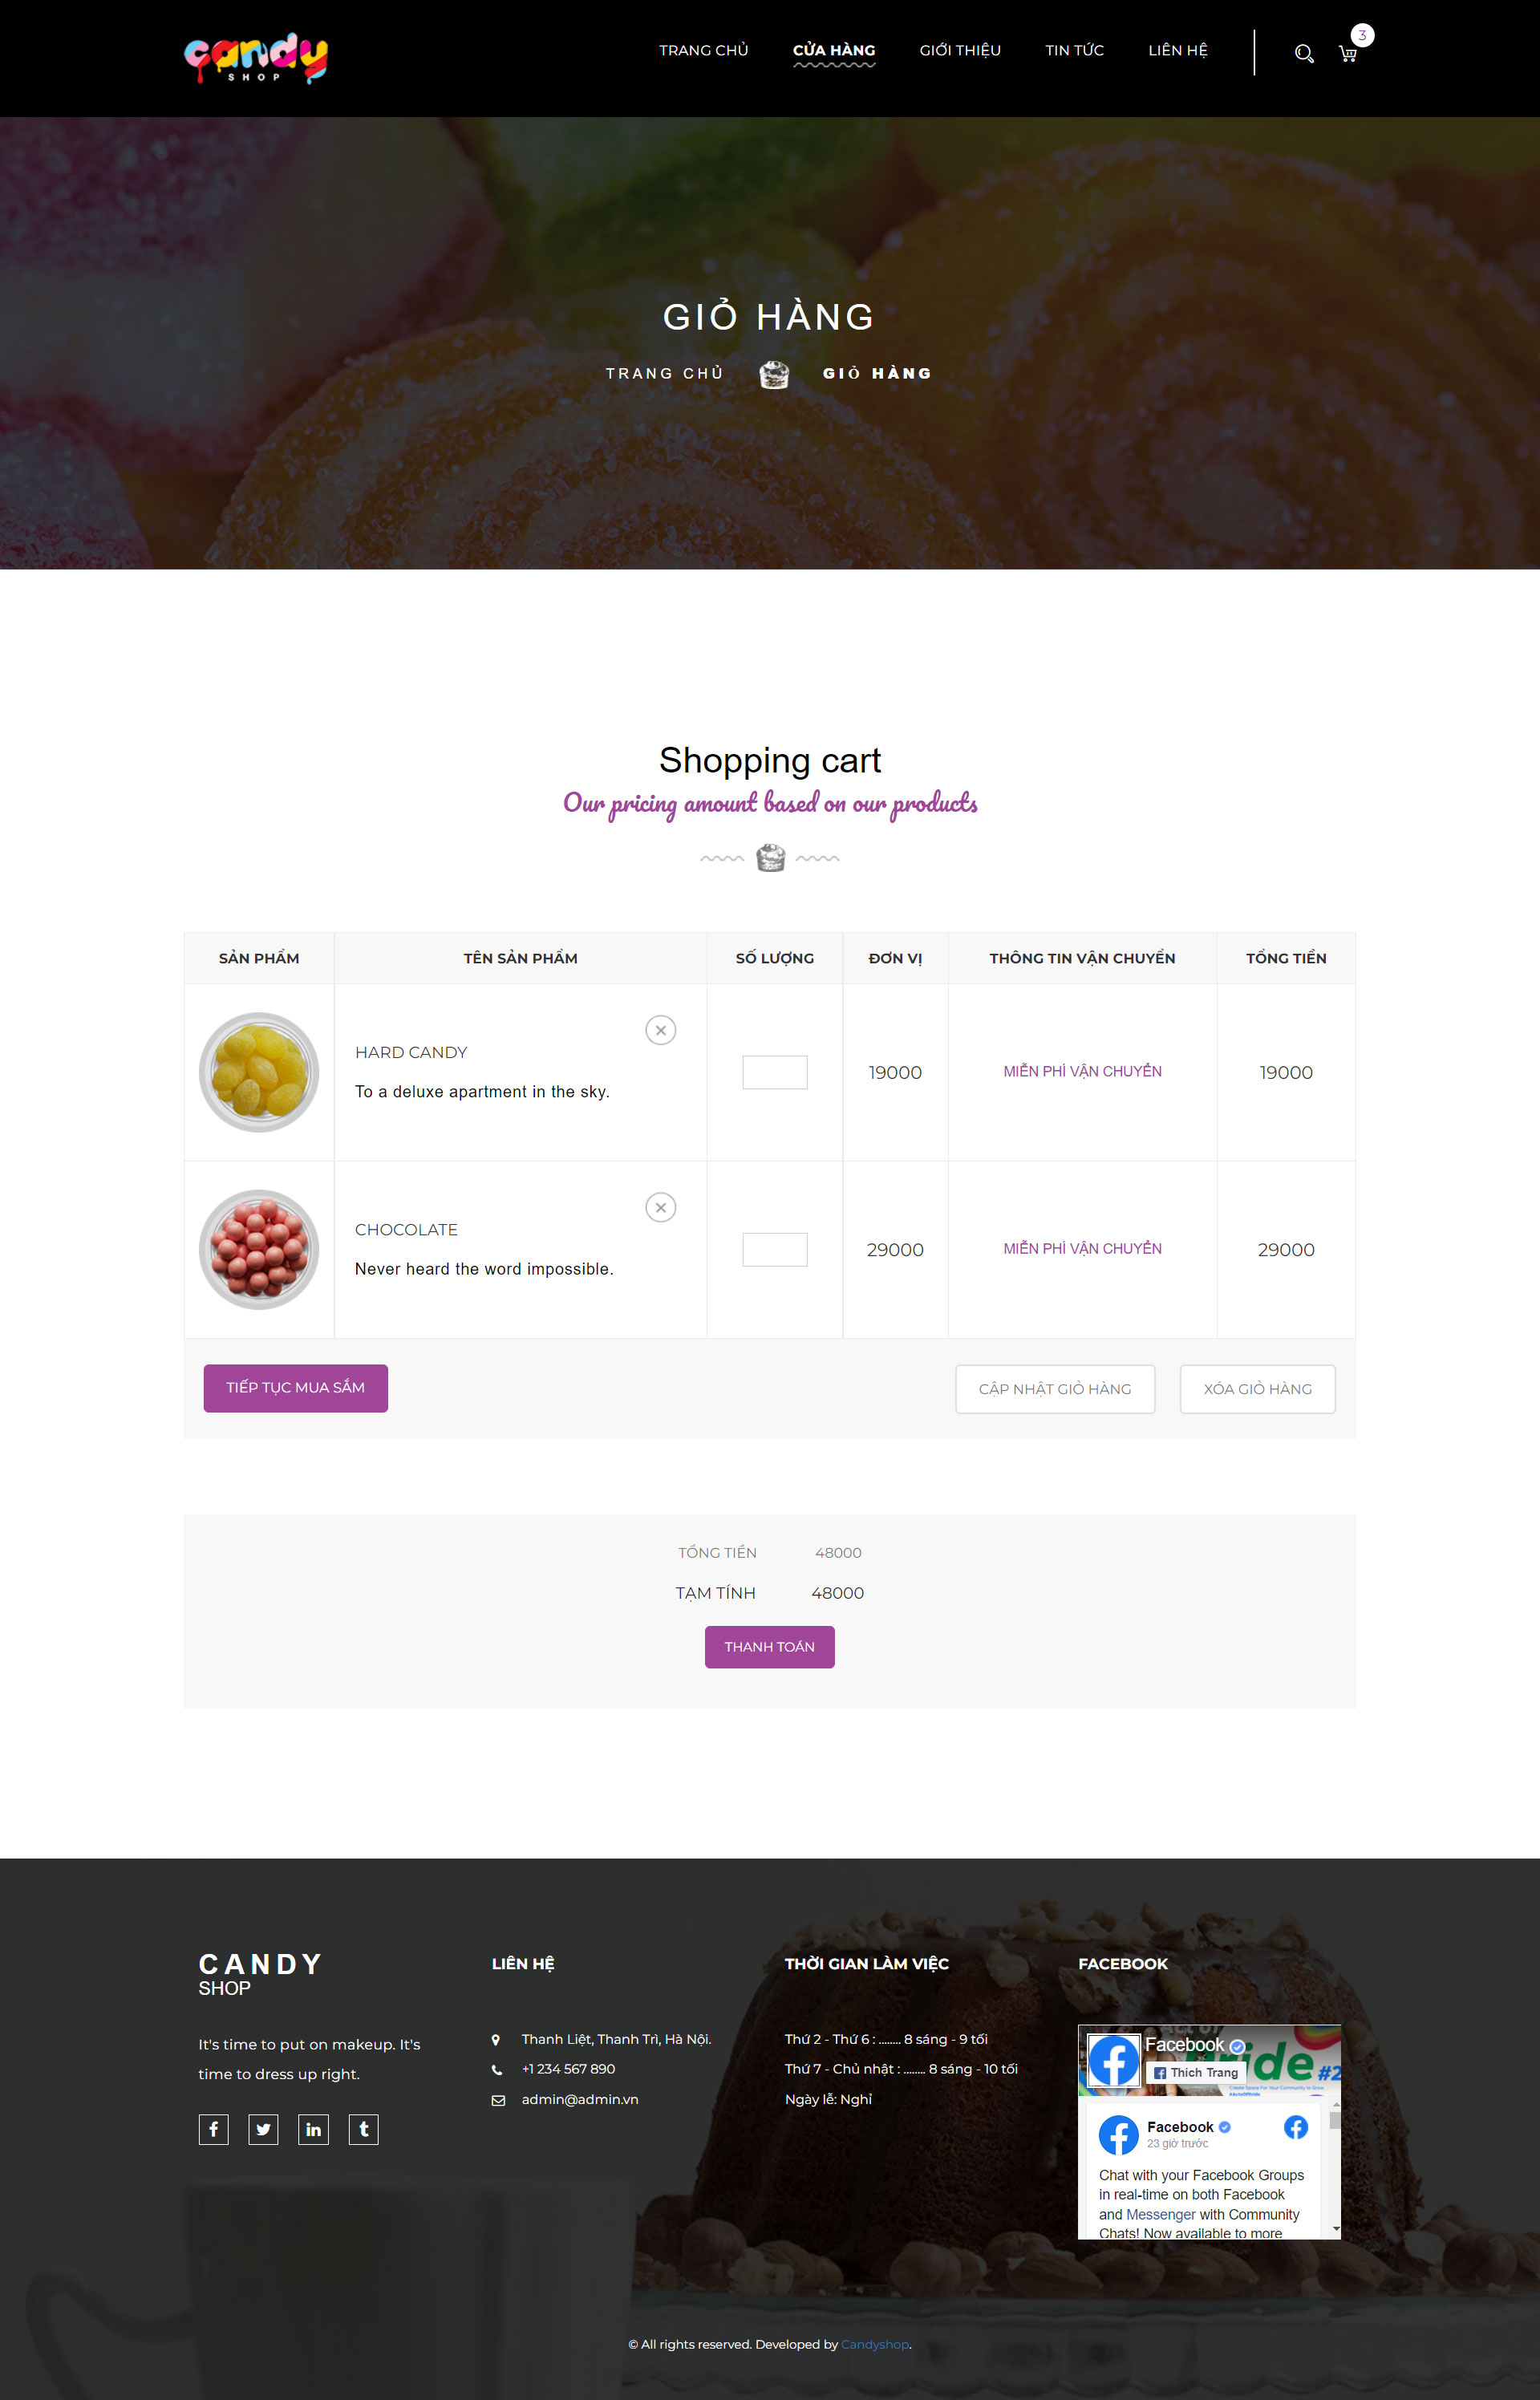 candy
SHOP
TRANG CHỦ
CỬA HÀNG
GIỚI THIỆU
TIN TỨC
LIÊN HỆ
3
GIỎ HÀNG
TRANG CHỦ
GIỎ HÀNG
Shopping cart
Our pricing amount based on our products
SẢN PHẨM
TÊN SẢN PHẨM
SỐ LƯỢNG
ĐƠN VỊ
THÔNG TIN VẬN CHUYỂN
TỔNG TIỀN
HARD CANDY
To a deluxe apartment in the sky.
19000
MIỄN PHÍ VẬN CHUYỂN
19000
CHOCOLATE
Never heard the word impossible.
29000
MIỄN PHÍ VẬN CHUYỂN
29000
TIẾP TỤC MUA SẮM
CẬP NHẬT GIỎ HÀNG
XÓA GIỎ HÀNG
TỔNG TIỀN 48000
TẠM TÍNH 48000
THANH TOÁN
CANDY
SHOP
It's time to put on makeup. It's
time to dress up right.
LIÊN HỆ
Thanh Liệt, Thanh Trì, Hà Nội.
+1 234 567 890
admin@admin.vn
THỜI GIAN LÀM VIỆC
Thứ 2 - Thứ 6 : ........ 8 sáng - 9 tối
Thứ 7 - Chủ nhật : ........ 8 sáng - 10 tối
Ngày lễ: Nghỉ
FACEBOOK
Facebook
ide #2
Thích Trang
Facebook
23 giờ trước
Chat with your Facebook Groups
in real-time on both Facebook
and Messenger with Community
Chats! Now available to more
© All rights reserved. Developed by Candyshop.